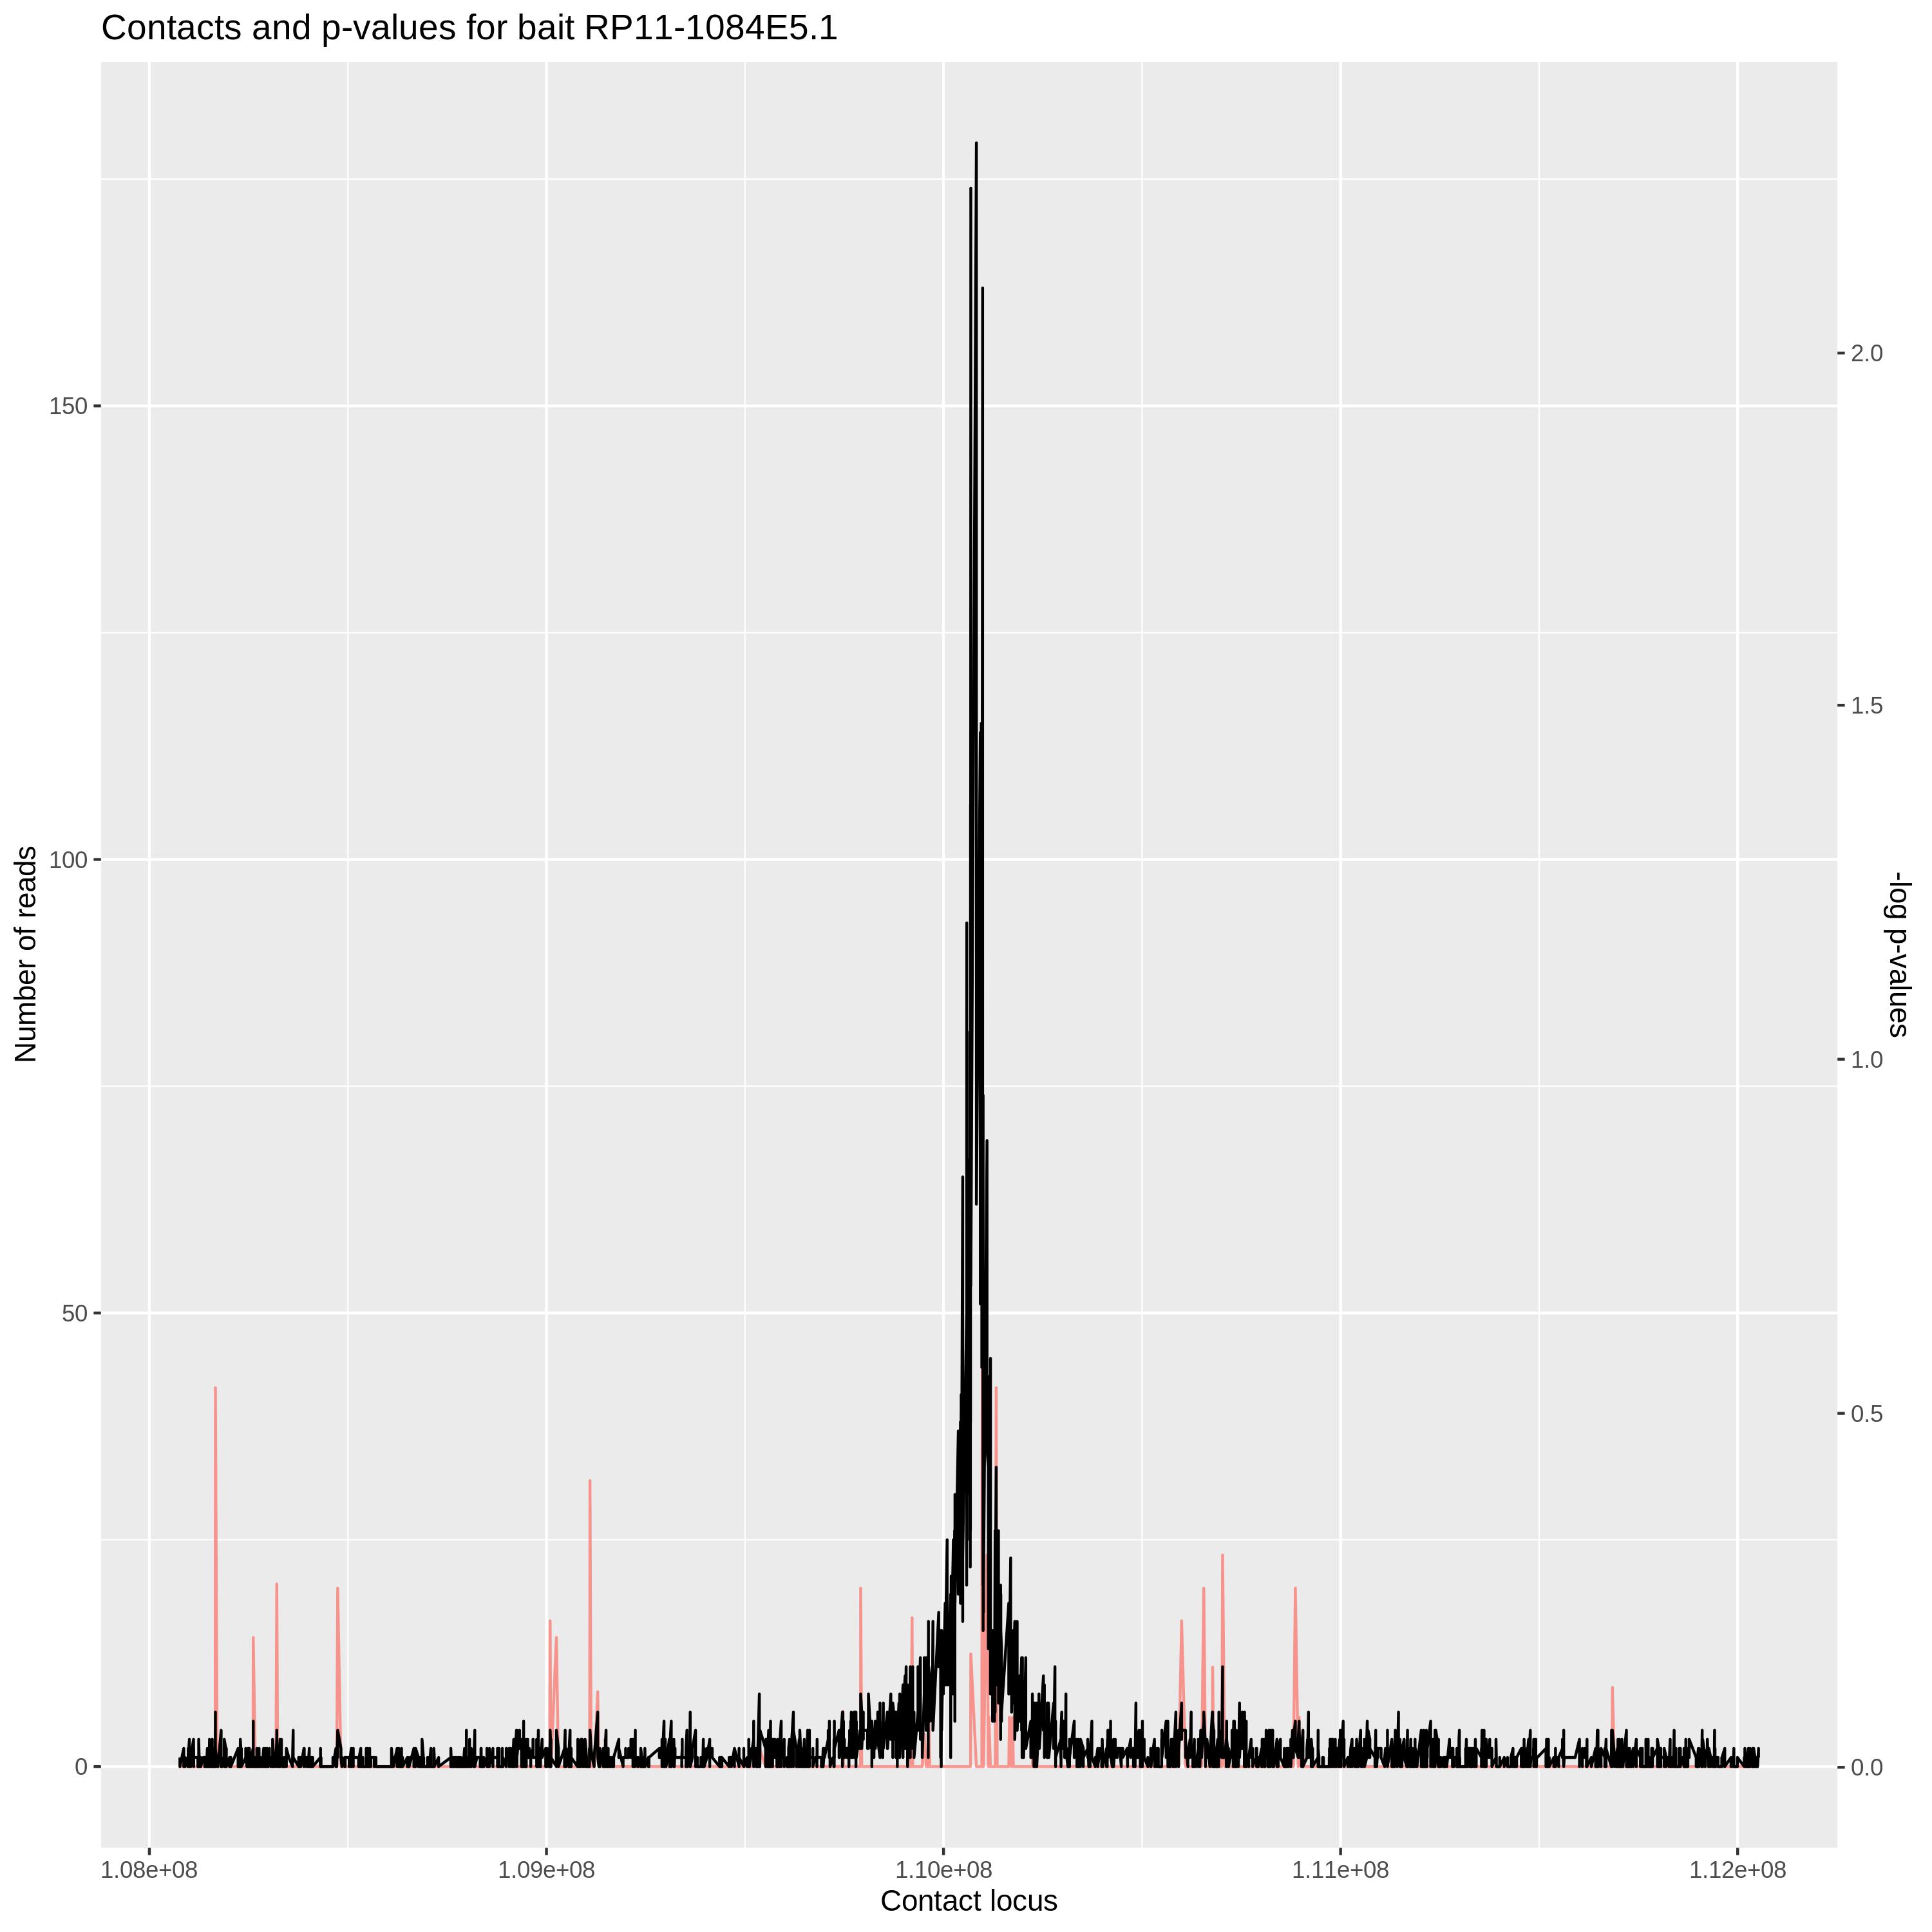 Contacts and p-values for bait RP11-1084E5.1
150
100
50
0
Number of reads
2.0
1.5
1.0
0.5
0.0
-log p-values
1.08e+08
1.09e+08
1.10e+08
1.11e+08
1.12e+08
Contact locus